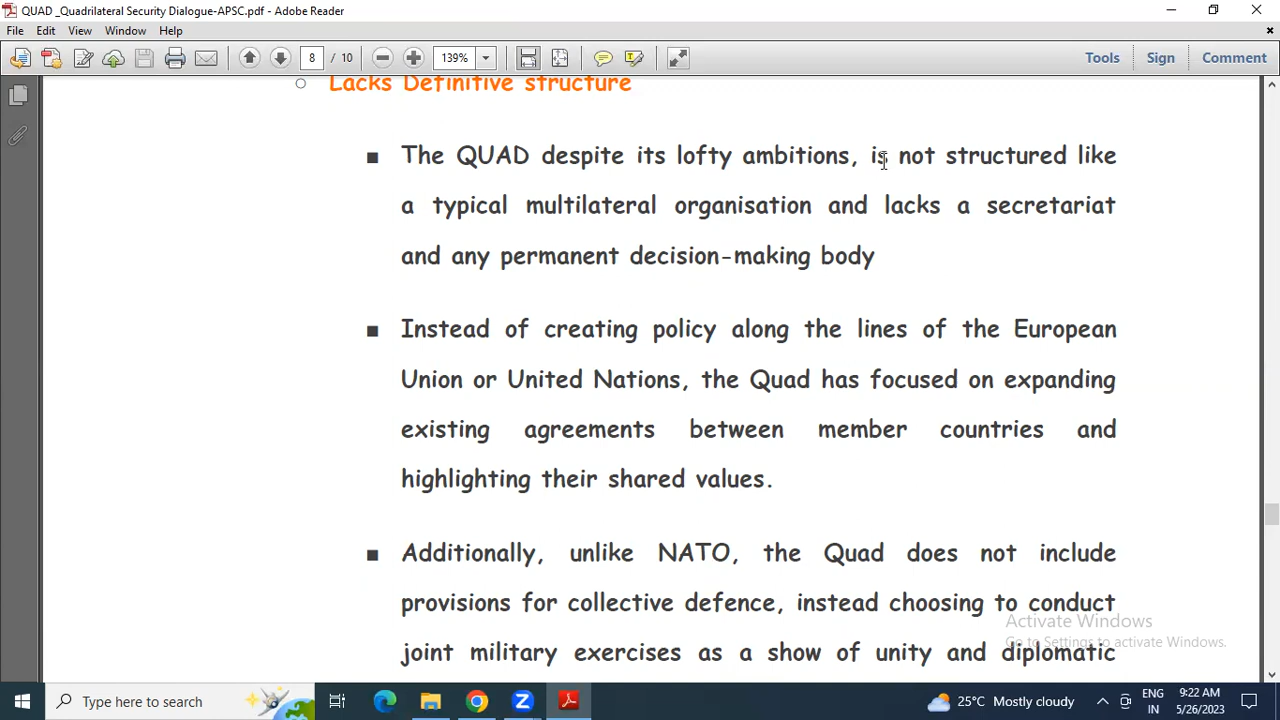 QUAD _Quadrilateral Security Dialogue-APSC.pdf - Adobe Reader
File Edit View Window Help
8 / 10 139% Tools Sign Comment
Lacks Definitive structure
The QUAD despite its lofty ambitions, is not structured like
a typical multilateral organisation and lacks a secretariat
and any permanent decision-making body
Instead of creating policy along the lines of the European
Union or United Nations, the Quad has focused on expanding
existing agreements between member countries and
highlighting their shared values.
Additionally, unlike NATO, the Quad does not include
provisions for collective defence, instead choosing to conduct
joint military exercises as a show of unity and diplomatic
Activate Windows
Go to Settings to activate Windows.
Type here to search
25°C Mostly cloudy
ENG
IN
9:22 AM
5/26/2023